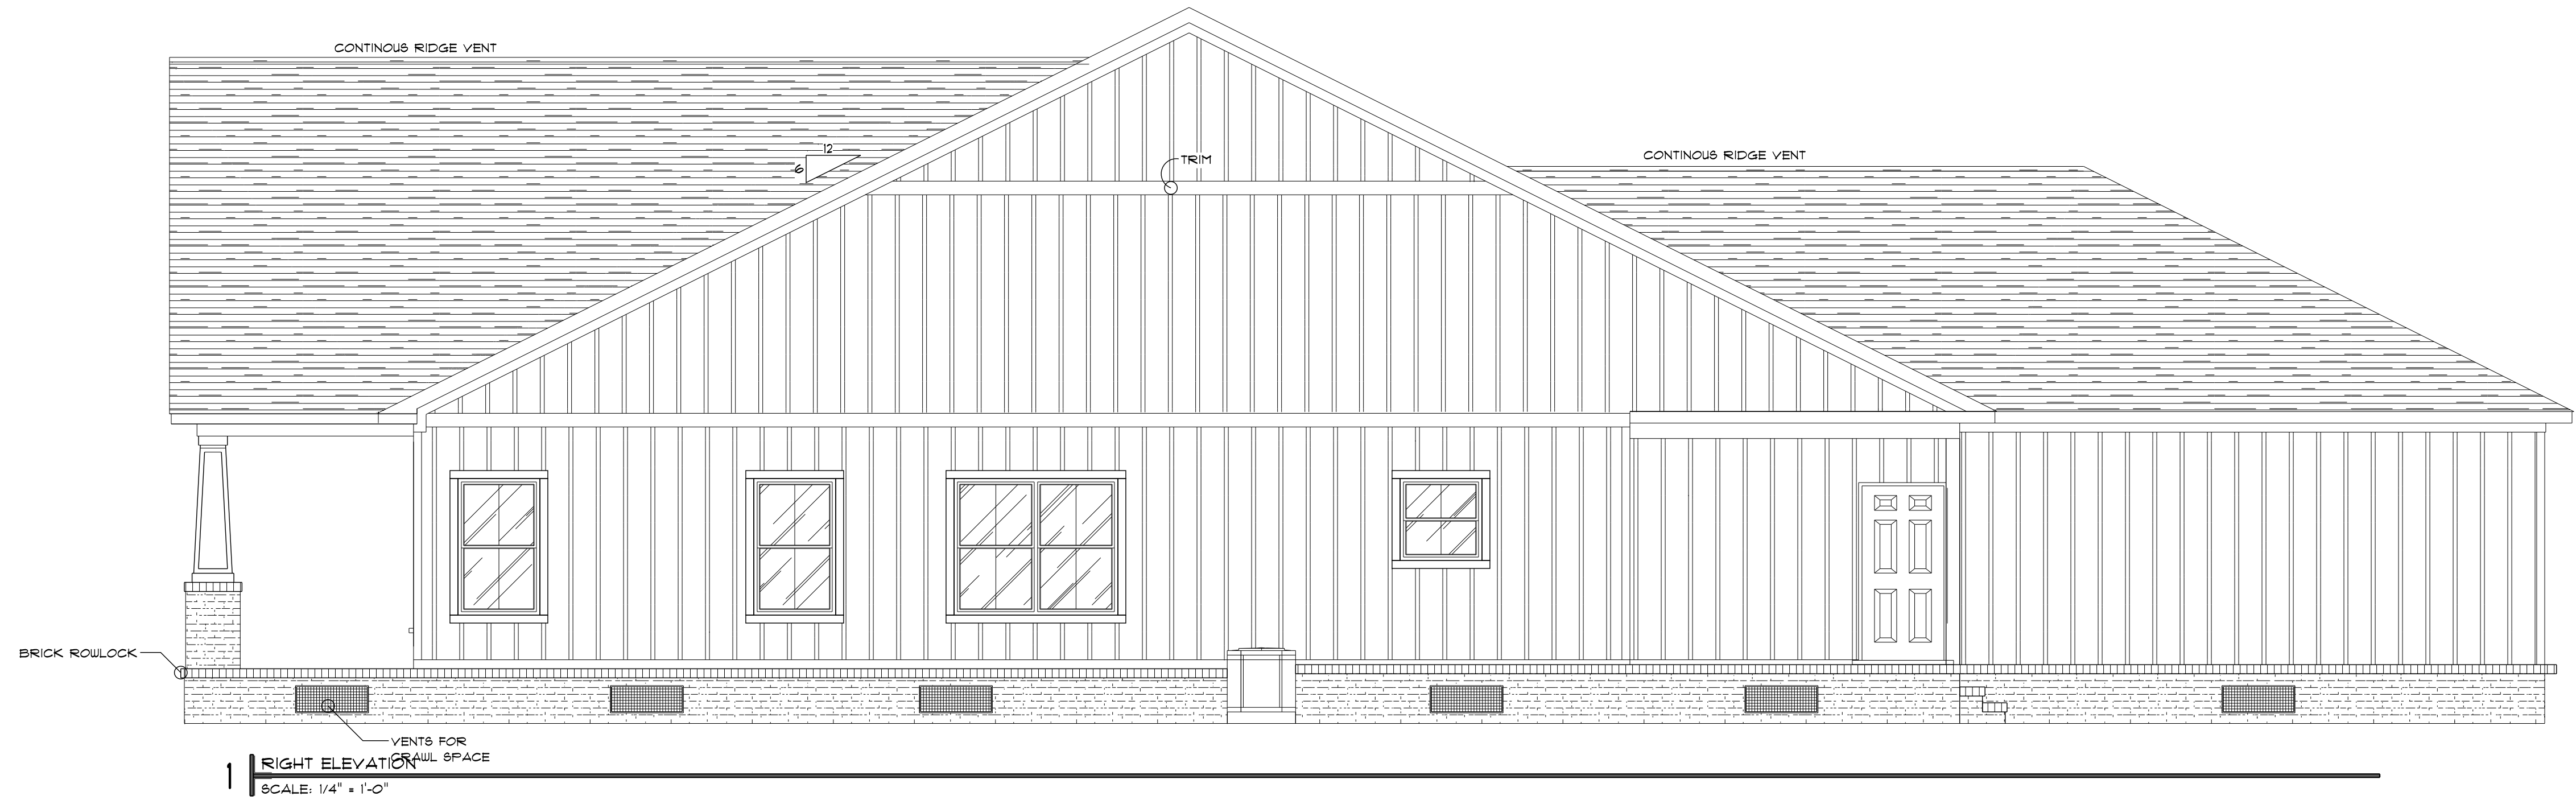 CONTINOUS RIDGE VENT
12
6
TRIM
CONTINOUS RIDGE VENT
BRICK ROWLOCK
VENTS FOR
CRAWL SPACE
1
RIGHT ELEVATION
SCALE: 1/4" = 1'-0"